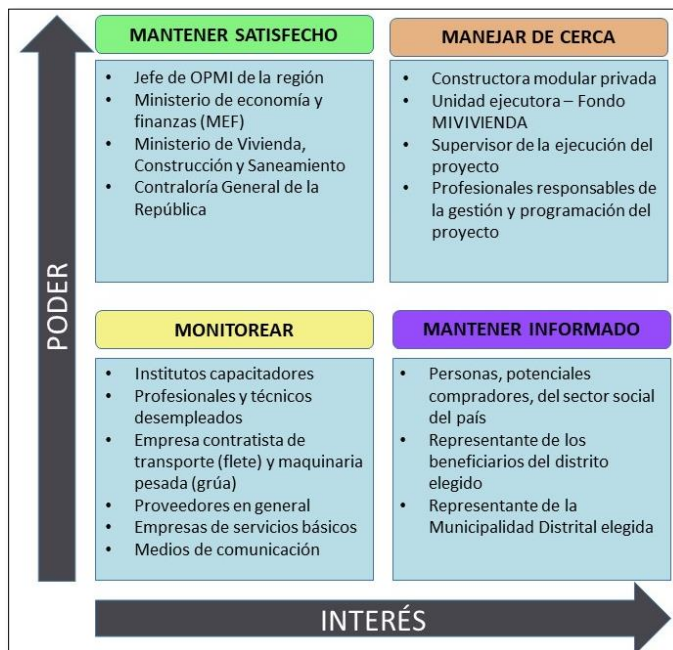 MANTENER SATISFECHO
• Jefe de OPMI de la región
• Ministerio de economía y
finanzas (MEF)
• Ministerio de Vivienda,
Construcción y Saneamiento
• Contraloría General de la
República
MANEJAR DE CERCA
• Constructora modular privada
• Unidad ejecutora – Fondo
MIVIVIENDA
• Supervisor de la ejecución del
proyecto
• Profesionales responsables de
la gestión y programación del
proyecto
PODER
MONITOREAR
• Institutos capacitadores
• Profesionales y técnicos
desempleados
• Empresa contratista de
transporte (flete) y maquinaria
pesada (grúa)
• Proveedores en general
• Empresas de servicios básicos
• Medios de comunicación
MANTENER INFORMADO
• Personas, potenciales
compradores, del sector social
del país
• Representante de los
beneficiarios del distrito
elegido
• Representante de la
Municipalidad Distrital elegida
INTERÉS